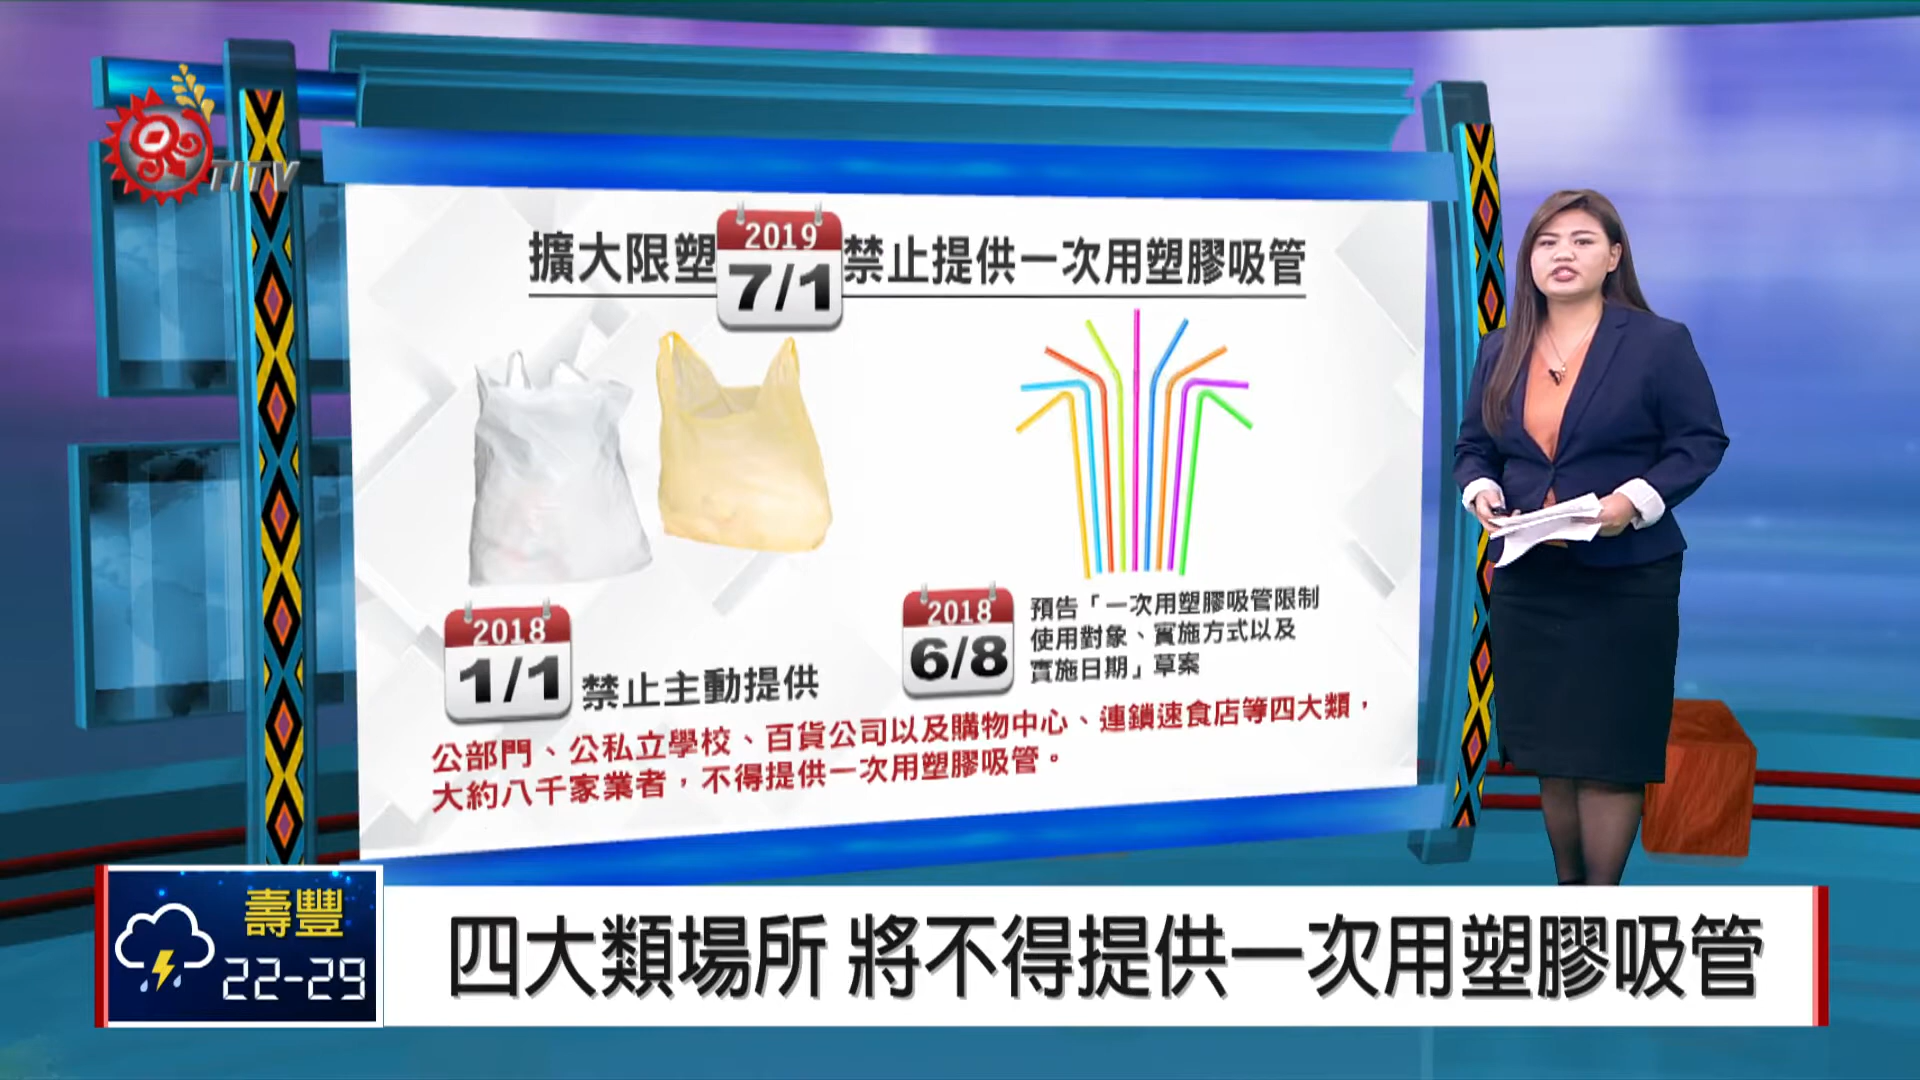 TITV
擴大限塑 2019 7/1 禁止提供一次用塑膠吸管
2018
1/1 禁止主動提供
2018
6/8
預告「一次用塑膠吸管限制
使用對象、實施方式以及
實施日期」草案
公部門、公私立學校、百貨公司以及購物中心、連鎖速食店等四大類，
大約八千家業者，不得提供一次用塑膠吸管。
壽豐
22-29
四大類場所 將不得提供一次用塑膠吸管